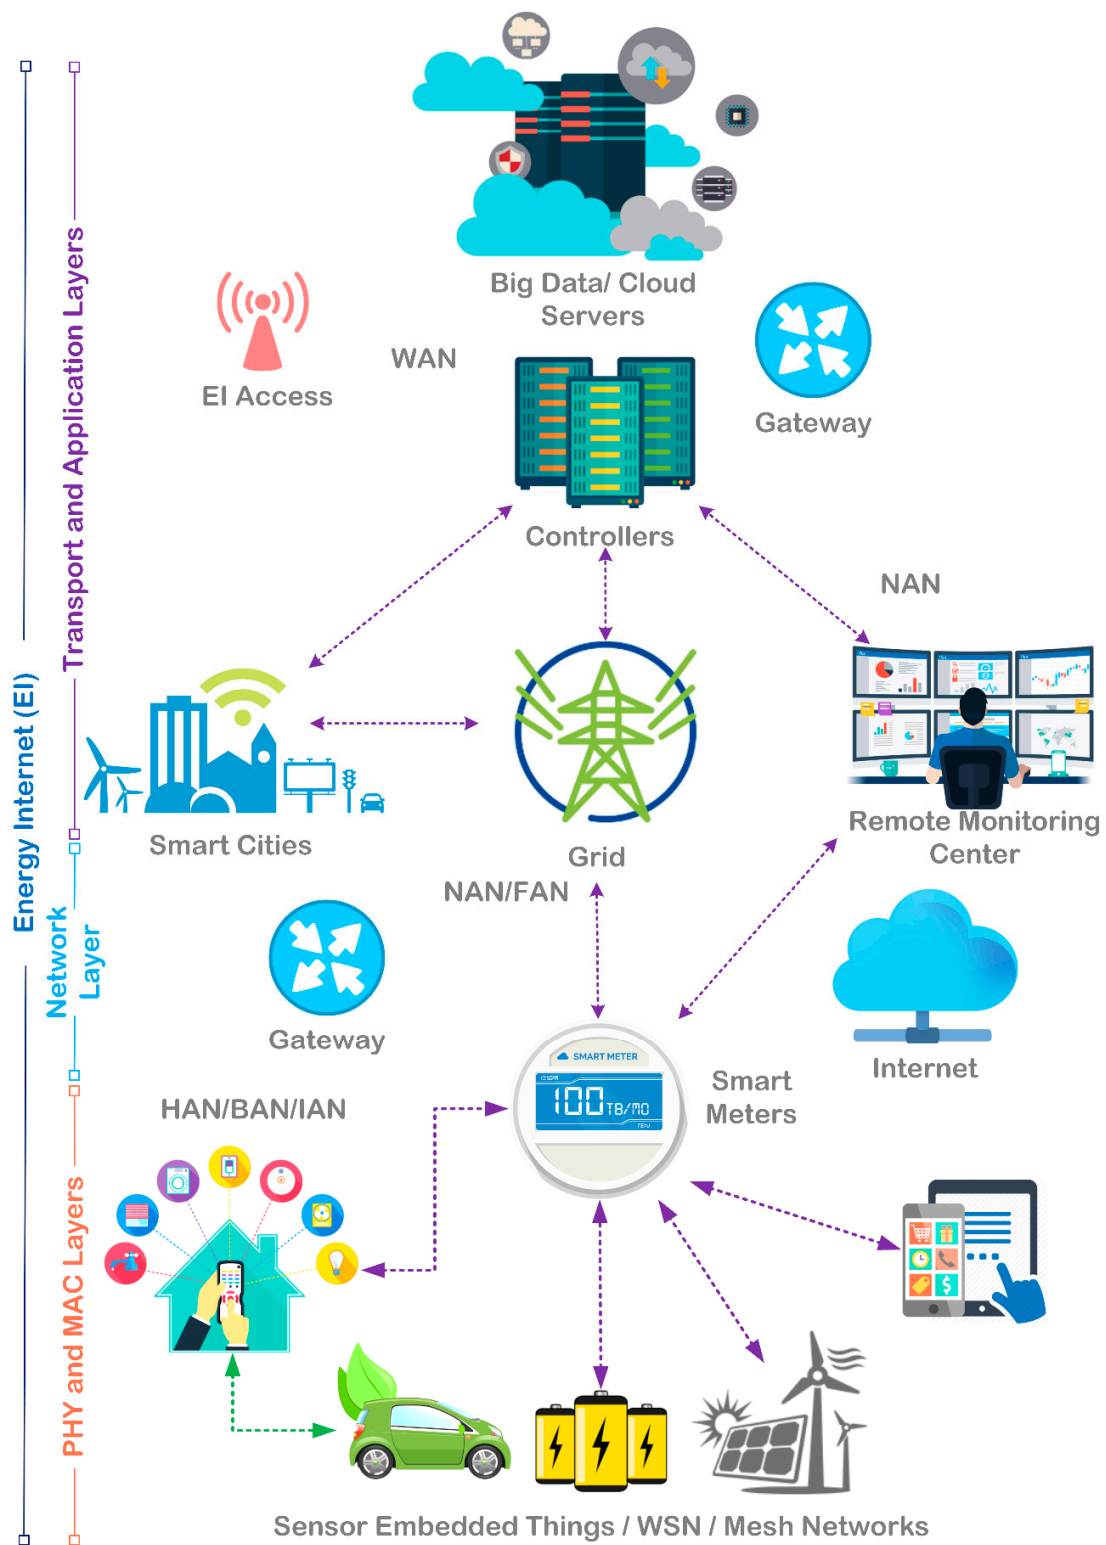 Big Data/ Cloud
Servers
WAN
EI Access
Gateway
Controllers
NAN
Smart Cities
Grid
Remote Monitoring
Center
NAN/FAN
Gateway
Internet
SMART METER
100 TB/MO
Smart
Meters
HAN/BAN/IAN
Sensor Embedded Things / WSN / Mesh Networks
Energy Internet (EI)
Transport and Application Layers
Network
Layer
PHY and MAC Layers